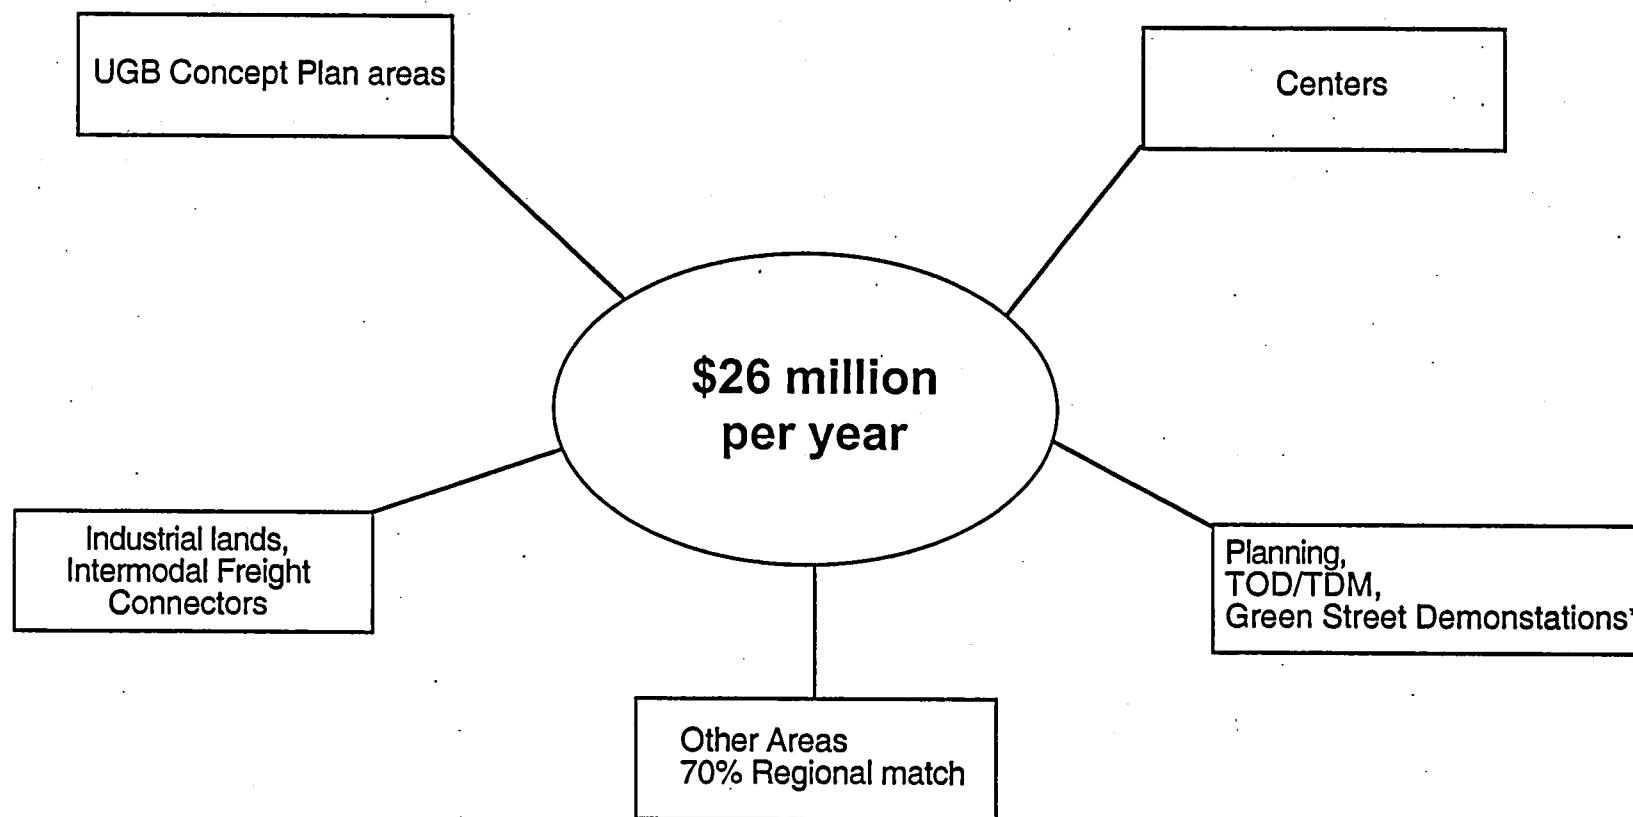 UGB Concept Plan areas
Centers
$26 million
per year
Industrial lands,
Intermodal Freight
Connectors
Planning,
TOD/TDM,
Green Street Demonstations*
Other Areas
70% Regional match